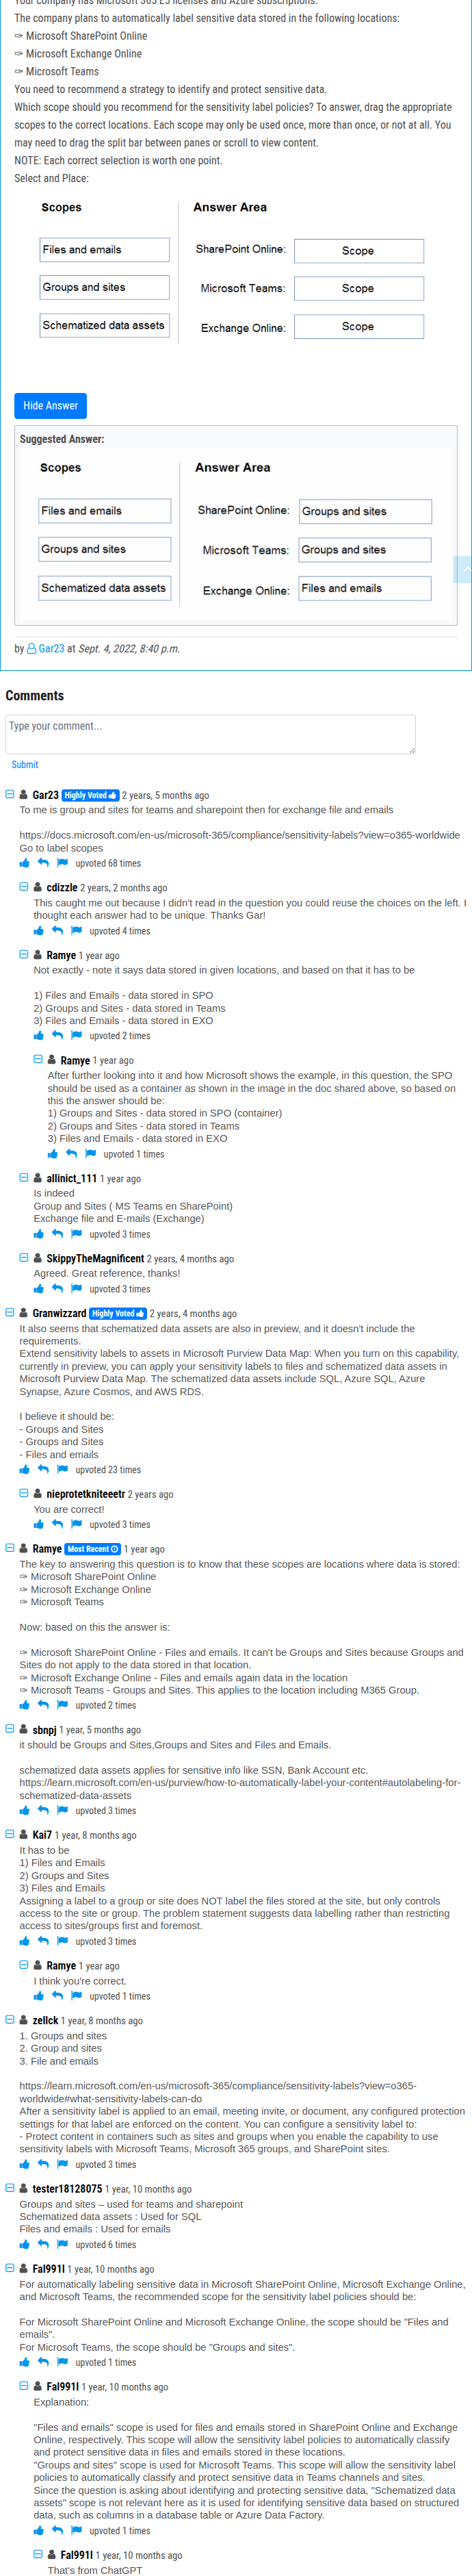 Your company has Microsoft 365 E5 licenses and Azure subscriptions.
The company plans to automatically label sensitive data stored in the following locations:
✑ Microsoft SharePoint Online
✑ Microsoft Exchange Online
✑ Microsoft Teams
You need to recommend a strategy to identify and protect sensitive data.
Which scope should you recommend for the sensitivity label policies? To answer, drag the appropriate
scopes to the correct locations. Each scope may only be used once, more than once, or not at all. You
may need to drag the split bar between panes or scroll to view content.
NOTE: Each correct selection is worth one point.
Select and Place:
Scopes
Answer Area
Files and emails
SharePoint Online:
Scope
Groups and sites
Microsoft Teams:
Scope
Schematized data assets
Exchange Online:
Scope
Hide Answer
Suggested Answer:
Scopes
Answer Area
Files and emails
SharePoint Online:
Groups and sites
Groups and sites
Microsoft Teams:
Groups and sites
Schematized data assets
Exchange Online:
Files and emails
by Gar23 at Sept. 4, 2022, 8:40 p.m.
Comments
Type your comment...
Submit
Gar23 Highly Voted 2 years, 5 months ago
To me is group and sites for teams and sharepoint then for exchange file and emails
https://docs.microsoft.com/en-us/microsoft-365/compliance/sensitivity-labels?view=o365-worldwide
Go to label scopes
upvoted 68 times
cdizzle 2 years, 2 months ago
This caught me out because I didn't read in the question you could reuse the choices on the left. I
thought each answer had to be unique. Thanks Gar!
upvoted 4 times
Ramye 1 year ago
Not exactly - note it says data stored in given locations, and based on that it has to be
1) Files and Emails - data stored in SPO
2) Groups and Sites - data stored in Teams
3) Files and Emails - data stored in EXO
upvoted 2 times
Ramye 1 year ago
After further looking into it and how Microsoft shows the example, in this question, the SPO
should be used as a container as shown in the image in the doc shared above, so based on
this the answer should be:
1) Groups and Sites - data stored in SPO (container)
2) Groups and Sites - data stored in Teams
3) Files and Emails - data stored in EXO
upvoted 1 times
allinict_111 1 year ago
Is indeed
Group and Sites ( MS Teams en SharePoint)
Exchange file and E-mails (Exchange)
upvoted 3 times
SkippyTheMagnificent 2 years, 4 months ago
Agreed. Great reference, thanks!
upvoted 3 times
Granwizzard Highly Voted 2 years, 4 months ago
It also seems that schematized data assets are also in preview, and it doesn't include the
requirements.
Extend sensitivity labels to assets in Microsoft Purview Data Map: When you turn on this capability,
currently in preview, you can apply your sensitivity labels to files and schematized data assets in
Microsoft Purview Data Map. The schematized data assets include SQL, Azure SQL, Azure
Synapse, Azure Cosmos, and AWS RDS.
I believe it should be:
- Groups and Sites
- Groups and Sites
- Files and emails
upvoted 23 times
nieprotetkniteeetr 2 years ago
You are correct!
upvoted 3 times
Ramye Most Recent 1 year ago
The key to answering this question is to know that these scopes are locations where data is stored:
✑ Microsoft SharePoint Online
✑ Microsoft Exchange Online
✑ Microsoft Teams
Now: based on this the answer is:
✑ Microsoft SharePoint Online - Files and emails. It can't be Groups and Sites because Groups and
Sites do not apply to the data stored in that location.
✑ Microsoft Exchange Online - Files and emails again data in the location
✑ Microsoft Teams - Groups and Sites. This applies to the location including M365 Group.
upvoted 2 times
sbnpj 1 year, 5 months ago
it should be Groups and Sites,Groups and Sites and Files and Emails.
schematized data assets applies for sensitive info like SSN, Bank Account etc.
https://learn.microsoft.com/en-us/purview/how-to-automatically-label-your-content#autolabeling-for-
schematized-data-assets
upvoted 3 times
Kai7 1 year, 8 months ago
It has to be
1) Files and Emails
2) Groups and Sites
3) Files and Emails
Assigning a label to a group or site does NOT label the files stored at the site, but only controls
access to the site or group. The problem statement suggests data labelling rather than restricting
access to sites/groups first and foremost.
upvoted 3 times
Ramye 1 year ago
I think you're correct.
upvoted 1 times
zellck 1 year, 8 months ago
1. Groups and sites
2. Group and sites
3. File and emails
https://learn.microsoft.com/en-us/microsoft-365/compliance/sensitivity-labels?view=o365-
worldwide#what-sensitivity-labels-can-do
After a sensitivity label is applied to an email, meeting invite, or document, any configured protection
settings for that label are enforced on the content. You can configure a sensitivity label to:
- Protect content in containers such as sites and groups when you enable the capability to use
sensitivity labels with Microsoft Teams, Microsoft 365 groups, and SharePoint sites.
upvoted 3 times
tester18128075 1 year, 10 months ago
Groups and sites – used for teams and sharepoint
Schematized data assets : Used for SQL
Files and emails : Used for emails
upvoted 6 times
Fal991l 1 year, 10 months ago
For automatically labeling sensitive data in Microsoft SharePoint Online, Microsoft Exchange Online,
and Microsoft Teams, the recommended scope for the sensitivity label policies should be:
For Microsoft SharePoint Online and Microsoft Exchange Online, the scope should be "Files and
emails".
For Microsoft Teams, the scope should be "Groups and sites".
upvoted 1 times
Fal991l 1 year, 10 months ago
Explanation:
"Files and emails" scope is used for files and emails stored in SharePoint Online and Exchange
Online, respectively. This scope will allow the sensitivity label policies to automatically classify
and protect sensitive data in files and emails stored in these locations.
"Groups and sites" scope is used for Microsoft Teams. This scope will allow the sensitivity label
policies to automatically classify and protect sensitive data in Teams channels and sites.
Since the question is asking about identifying and protecting sensitive data, "Schematized data
assets" scope is not relevant here as it is used for identifying sensitive data based on structured
data, such as columns in a database table or Azure Data Factory.
upvoted 1 times
Fal991l 1 year, 10 months ago
That's from ChatGPT